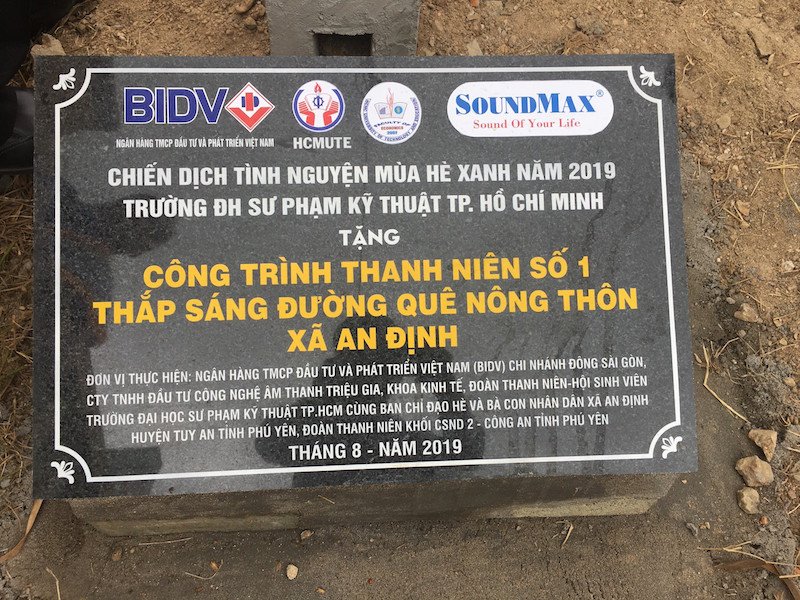 BIDV
NGÂN HÀNG TMCP ĐẦU TƯ VÀ PHÁT TRIỂN VIỆT NAM
HCMUTE
FACULTY OF
ECONOMICS
SOUNDMAX®
Sound Of Your Life
CHIẾN DỊCH TÌNH NGUYỆN MÙA HÈ XANH NĂM 2019
TRƯỜNG ĐH SƯ PHẠM KỸ THUẬT TP. HỒ CHÍ MINH
TẶNG
CÔNG TRÌNH THANH NIÊN SỐ 1
THẮP SÁNG ĐƯỜNG QUÊ NÔNG THÔN
XÃ AN ĐỊNH
ĐƠN VỊ THỰC HIỆN: NGÂN HÀNG TMCP ĐẦU TƯ VÀ PHÁT TRIỂN VIỆT NAM (BIDV) CHI NHÁNH ĐÔNG SÀI GÒN,
CTY TNHH ĐẦU TƯ CÔNG NGHỆ ÂM THANH TRIỆU GIA, KHOA KINH TẾ, ĐOÀN THANH NIÊN-HỘI SINH VIÊN
TRƯỜNG ĐẠI HỌC SƯ PHẠM KỸ THUẬT TP.HCM CÙNG BAN CHỈ ĐẠO HÈ VÀ BÀ CON NHÂN DÂN XÃ AN ĐỊNH
HUYỆN TUY AN TỈNH PHÚ YÊN, ĐOÀN THANH NIÊN KHỐI CSND 2 - CÔNG AN TỈNH PHÚ YÊN
THÁNG 8 - NĂM 2019